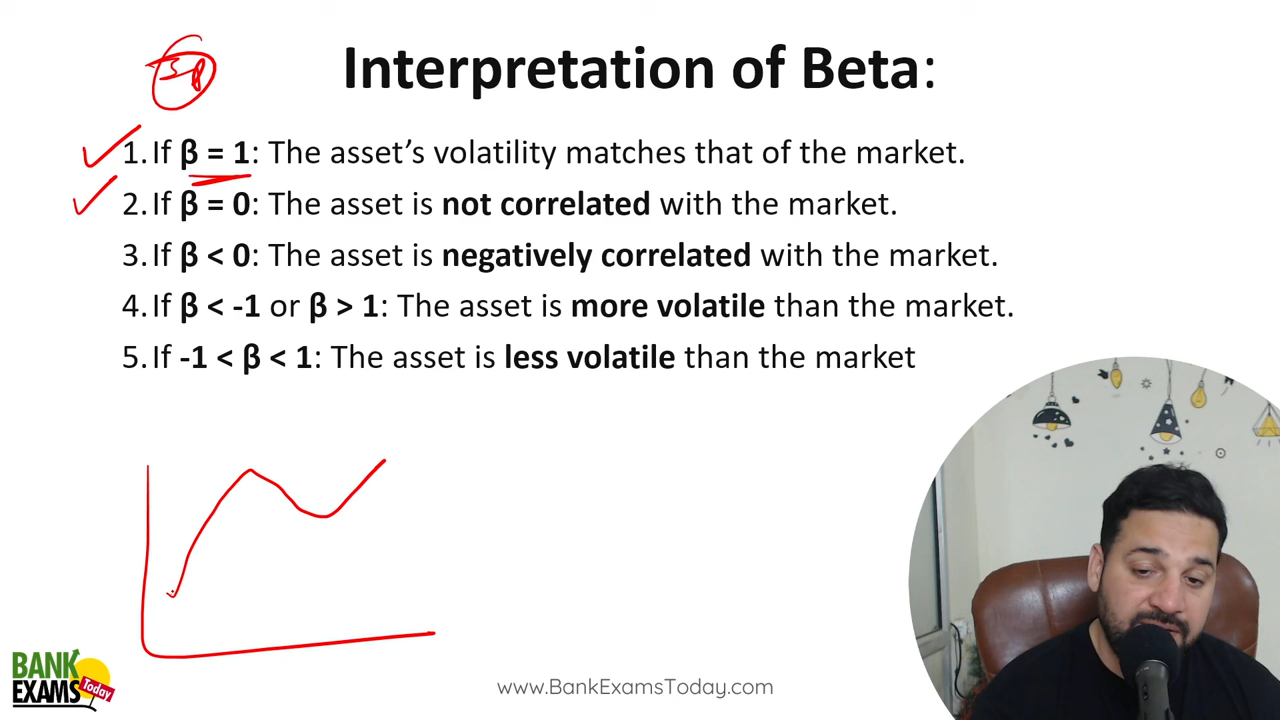 Interpretation of Beta:
1. If β = 1: The asset’s volatility matches that of the market.
2. If β = 0: The asset is not correlated with the market.
3. If β < 0: The asset is negatively correlated with the market.
4. If β < -1 or β > 1: The asset is more volatile than the market.
5. If -1 < β < 1: The asset is less volatile than the market
BANK
EXAMS
Today
www.BankExamsToday.com